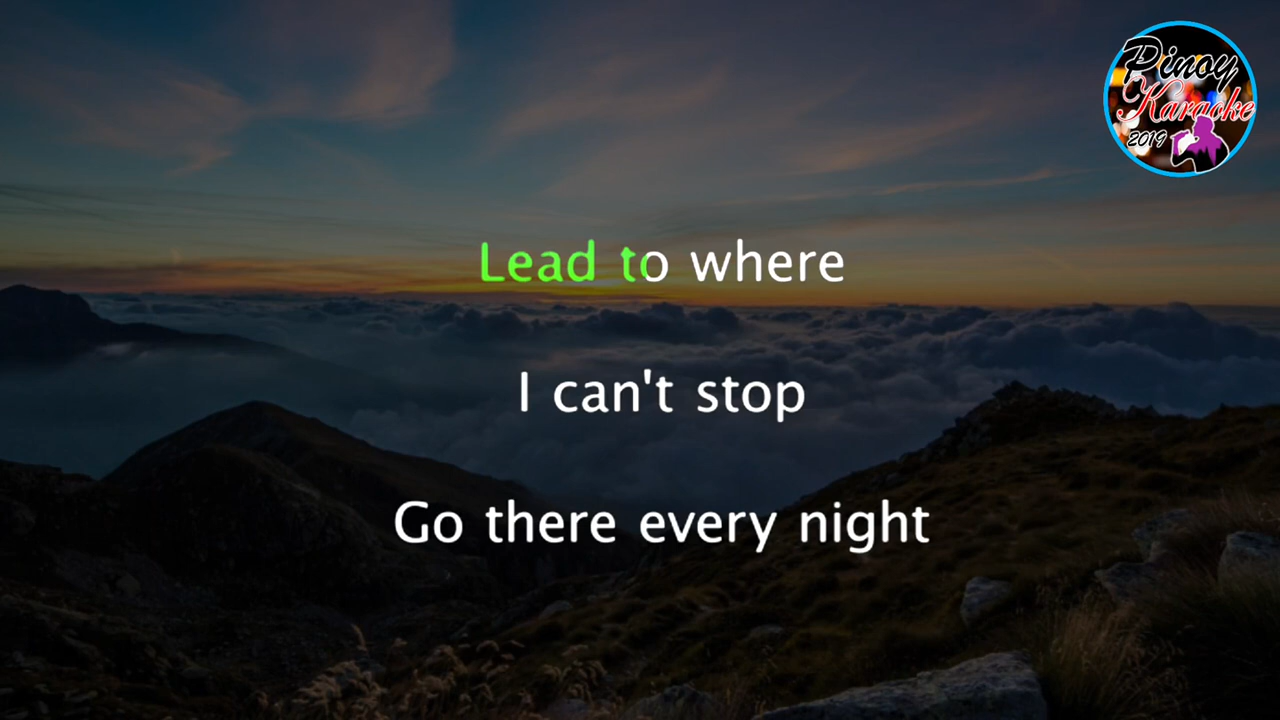 Pinoy
Karaoke
2019
Lead to where
I can't stop
Go there every night